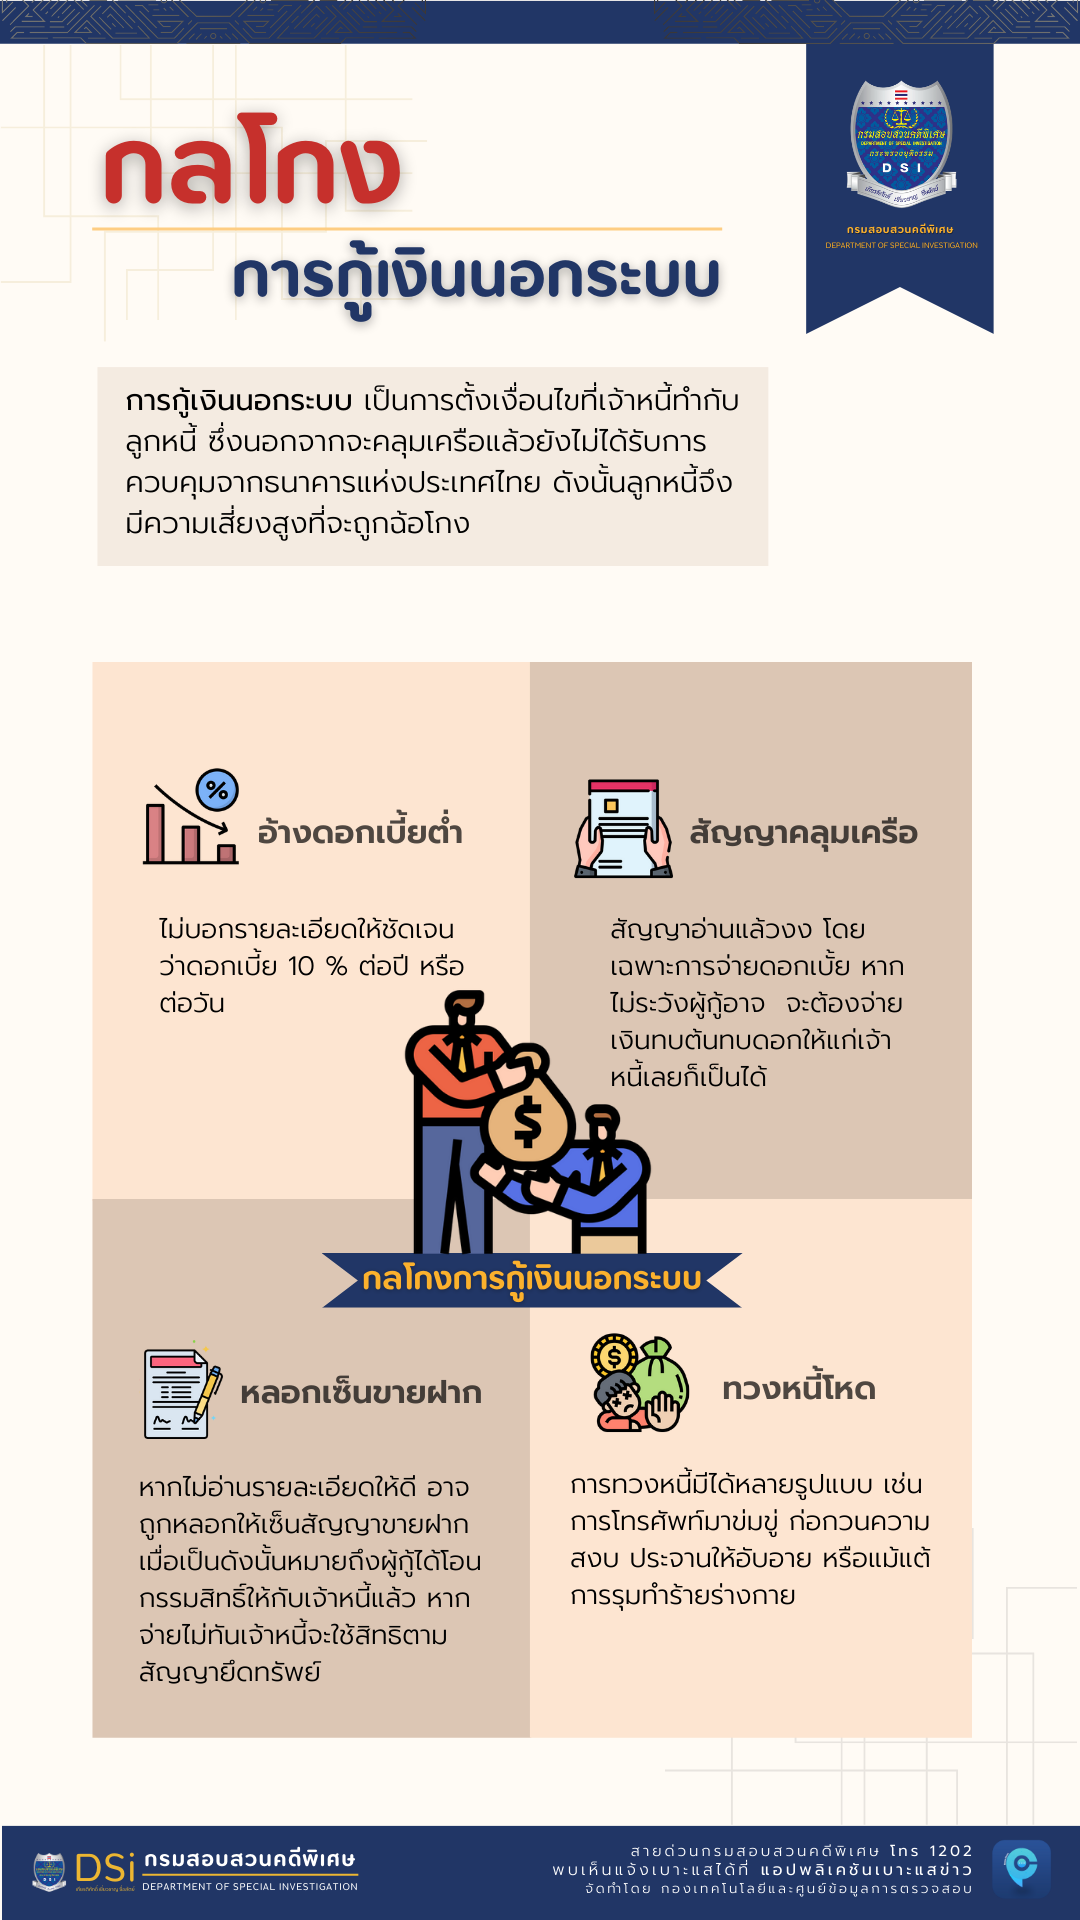 กรมสอบสวนคดีพิเศษ
DEPARTMENT OF SPECIAL INVESTIGATION
กระทรวงยุติธรรม
DSI
กรมสอบสวนคดีพิเศษ
DEPARTMENT OF SPECIAL INVESTIGATION
กลโกง
การกู้เงินนอกระบบ
การกู้เงินนอกระบบ เป็นการตั้งเงื่อนไขที่เจ้าหนี้ทำกับ
ลูกหนี้ ซึ่งนอกจากจะคลุมเครือแล้วยังไม่ได้รับการ
ควบคุมจากธนาคารแห่งประเทศไทย ดังนั้นลูกหนี้จึง
มีความเสี่ยงสูงที่จะถูกฉ้อโกง
%
อ้างดอกเบี้ยต่ำ
ไม่บอกรายละเอียดให้ชัดเจน
ว่าดอกเบี้ย 10 % ต่อปี หรือ
ต่อวัน
สัญญาคลุมเครือ
สัญญาอ่านแล้วงง โดย
เฉพาะการจ่ายดอกเบั้ย หาก
ไม่ระวังผู้กู้อาจ จะต้องจ่าย
เงินทบต้นทบดอกให้แก่เจ้า
หนี้เลยก็เป็นได้
$
กลโกงการกู้เงินนอกระบบ
หลอกเซ็นขายฝาก
หากไม่อ่านรายละเอียดให้ดี อาจ
ถูกหลอกให้เซ็นสัญญาขายฝาก
เมื่อเป็นดังนั้นหมายถึงผู้กู้ได้โอน
กรรมสิทธิ์ให้กับเจ้าหนี้แล้ว หาก
จ่ายไม่ทันเจ้าหนี้จะใช้สิทธิตาม
สัญญายึดทรัพย์
$
ทวงหนี้โหด
การทวงหนี้มีได้หลายรูปแบบ เช่น
การโทรศัพท์มาข่มขู่ ก่อกวนความ
สงบ ประจานให้อับอาย หรือแม้แต่
การรุมทำร้ายร่างกาย
DSi
กรมสอบสวนคดีพิเศษ
DEPARTMENT OF SPECIAL INVESTIGATION
สายด่วนกรมสอบสวนคดีพิเศษ โทร 1202
พบเห็นแจ้งเบาะแสได้ที่ แอปพลิเคชันเบาะแสข่าว
จัดทำโดย กองเทคโนโลยีและศูนย์ข้อมูลการตรวจสอบ